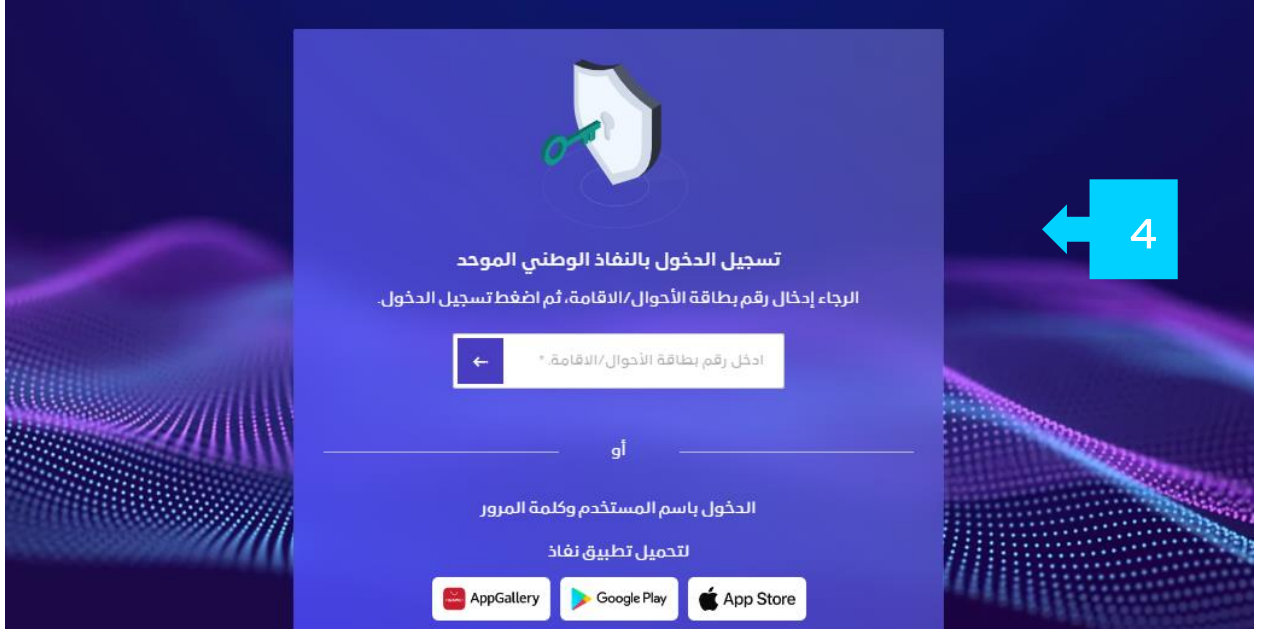 4
تسجيل الدخول بالنفاذ الوطني الموحد
الرجاء إدخال رقم بطاقة الأحوال/الاقامة، ثم اضغط تسجيل الدخول.
ادخل رقم بطاقة الأحوال/الاقامة. *
أو
الدخول باسم المستخدم وكلمة المرور
لتحميل تطبيق نفاذ
AppGallery Google Play App Store